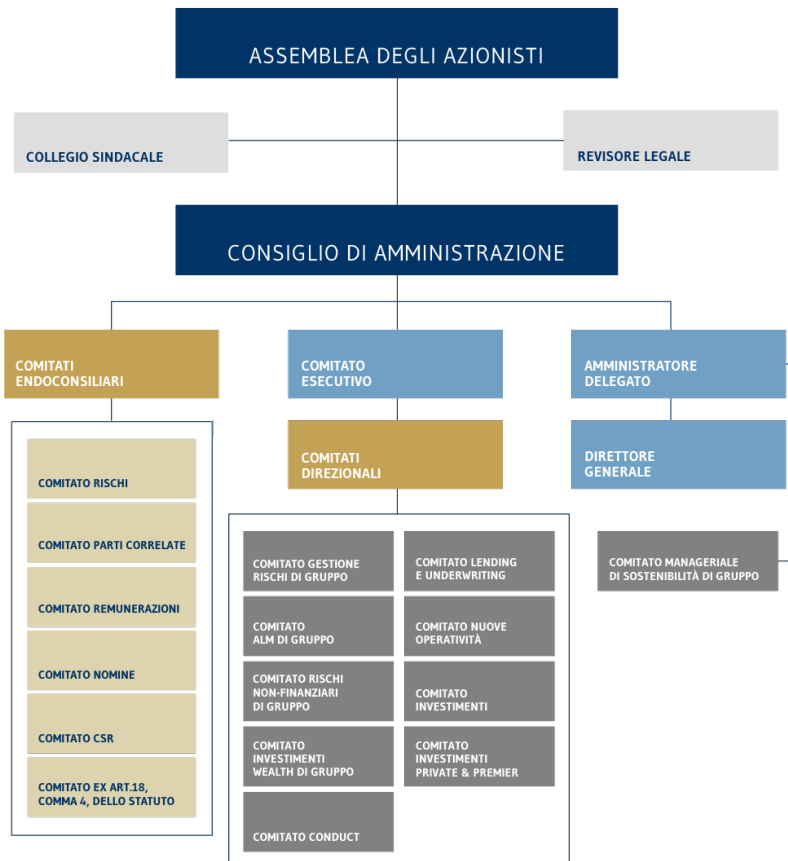 ASSEMBLEA DEGLI AZIONISTI
COLLEGIO SINDACALE
REVISORE LEGALE
CONSIGLIO DI AMMINISTRAZIONE
COMITATI
ENDOCONSILIARI
COMITATO
ESECUTIVO
AMMINISTRATORE
DELEGATO
COMITATI
DIREZIONALI
DIRETTORE
GENERALE
COMITATO RISCHI
COMITATO PARTI CORRELATE
COMITATO REMUNERAZIONI
COMITATO NOMINE
COMITATO CSR
COMITATO EX ART.18,
COMMA 4, DELLO STATUTO
COMITATO GESTIONE
RISCHI DI GRUPPO
COMITATO LENDING
E UNDERWRITING
COMITATO
ALM DI GRUPPO
COMITATO NUOVE
OPERATIVITÀ
COMITATO RISCHI
NON-FINANZIARI
DI GRUPPO
COMITATO
INVESTIMENTI
COMITATO
INVESTIMENTI
WEALTH DI GRUPPO
COMITATO
INVESTIMENTI
PRIVATE & PREMIER
COMITATO CONDUCT
COMITATO MANAGERIALE
DI SOSTENIBILITÀ DI GRUPPO